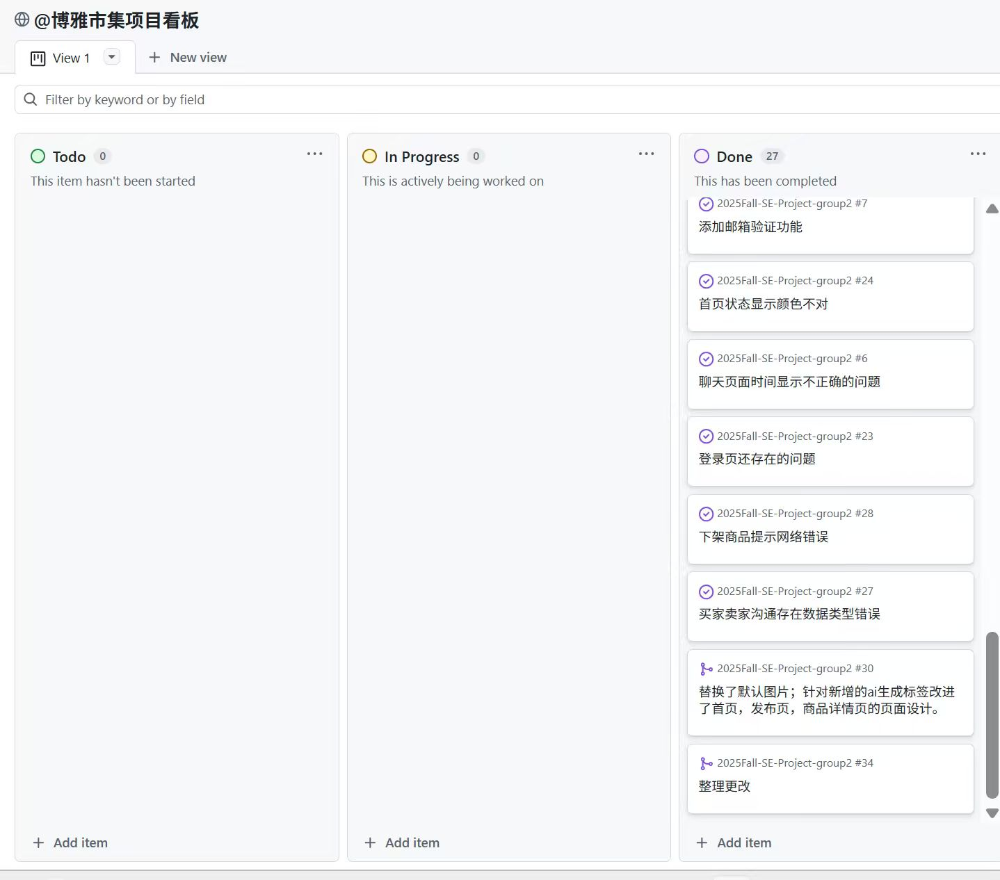 @博雅市集项目看板
View 1
New view
Filter by keyword or by field
Todo 0
This item hasn't been started
Add item
In Progress 0
This is actively being worked on
Add item
Done 27
This has been completed
2025Fall-SE-Project-group2 #7
添加邮箱验证功能
2025Fall-SE-Project-group2 #24
首页状态显示颜色不对
2025Fall-SE-Project-group2 #6
聊天页面时间显示不正确的问题
2025Fall-SE-Project-group2 #23
登录页还存在的问题
2025Fall-SE-Project-group2 #28
下架商品提示网络错误
2025Fall-SE-Project-group2 #27
买家卖家沟通存在数据类型错误
2025Fall-SE-Project-group2 #30
替换了默认图片；针对新增的ai生成标签改进
了首页，发布页，商品详情页的页面设计。
2025Fall-SE-Project-group2 #34
整理更改
Add item